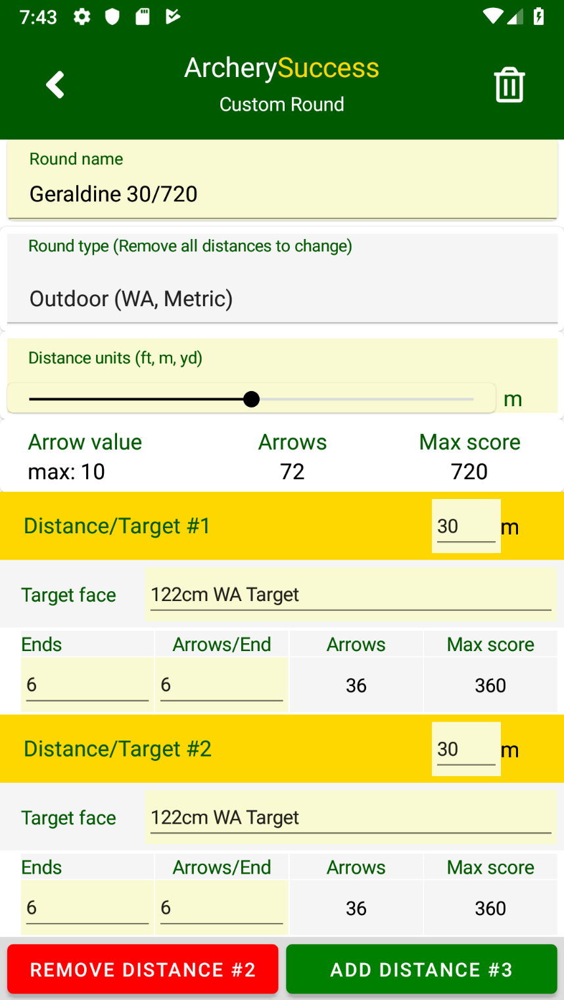 7:43
ArcherySuccess
Custom Round
Round name
Geraldine 30/720
Round type (Remove all distances to change)
Outdoor (WA, Metric)
Distance units (ft, m, yd)
m
Arrow value Arrows Max score
max: 10 72 720
Distance/Target #1 30 m
Target face 122cm WA Target
Ends Arrows/End Arrows Max score
6 6 36 360
Distance/Target #2 30 m
Target face 122cm WA Target
Ends Arrows/End Arrows Max score
6 6 36 360
REMOVE DISTANCE #2 ADD DISTANCE #3